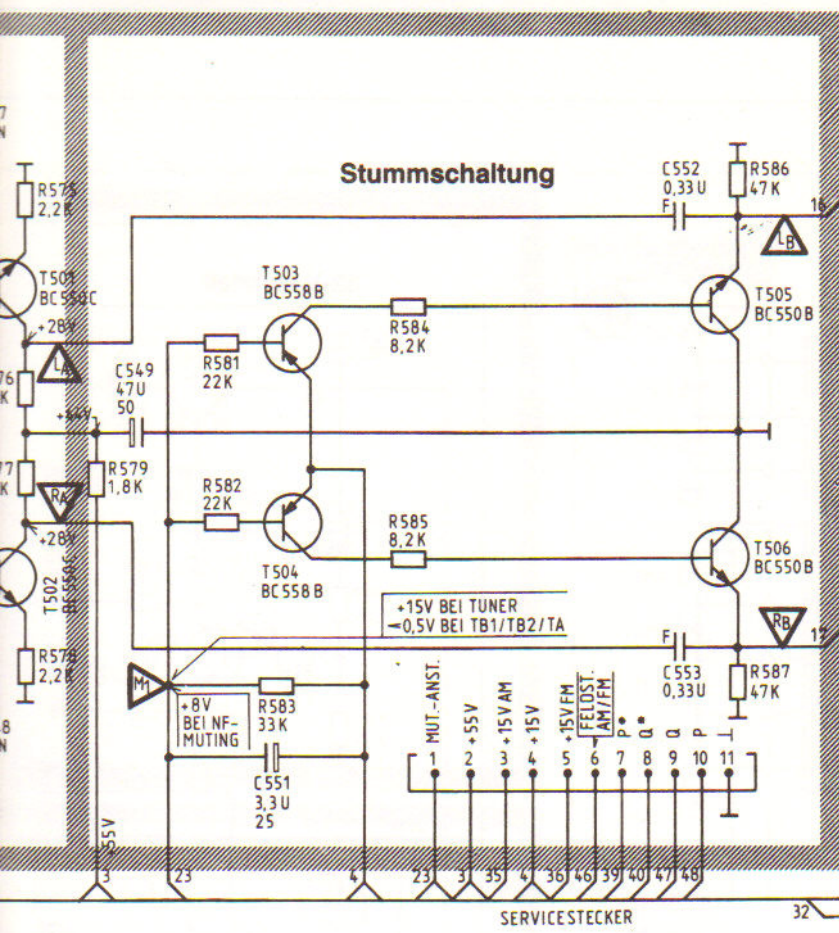 Stummschaltung
C552
0,33U
F
R586
47K
16
R575
2,2K
LB
T501
BC550C
T503
BC558B
T505
BC550B
+28V
R584
8,2K
LA
R581
22K
C549
47U
50
R579
1,8K
RA
R582
22K
R585
8,2K
+28V
T506
BC550B
T502
T504
BC558B
+15V BEI TUNER
0,5V BEI TB1/TB2/TA
RB
17
F
R578
2,2K
M1
C553
0,33U
R587
47K
+8V
BEI NF-
MUTING
R583
33K
MUT.-ANST.
+55V
+15V AM
+15V
+15V FM
FELDST.
AM/FM
P*
Q*
Q
P
⊥
1 2 3 4 5 6 7 8 9 10 11
C551
3,3U
25
+55V
3 23 4 23 3 35 4 36 46 39 40 47 48
SERVICESTECKER
32